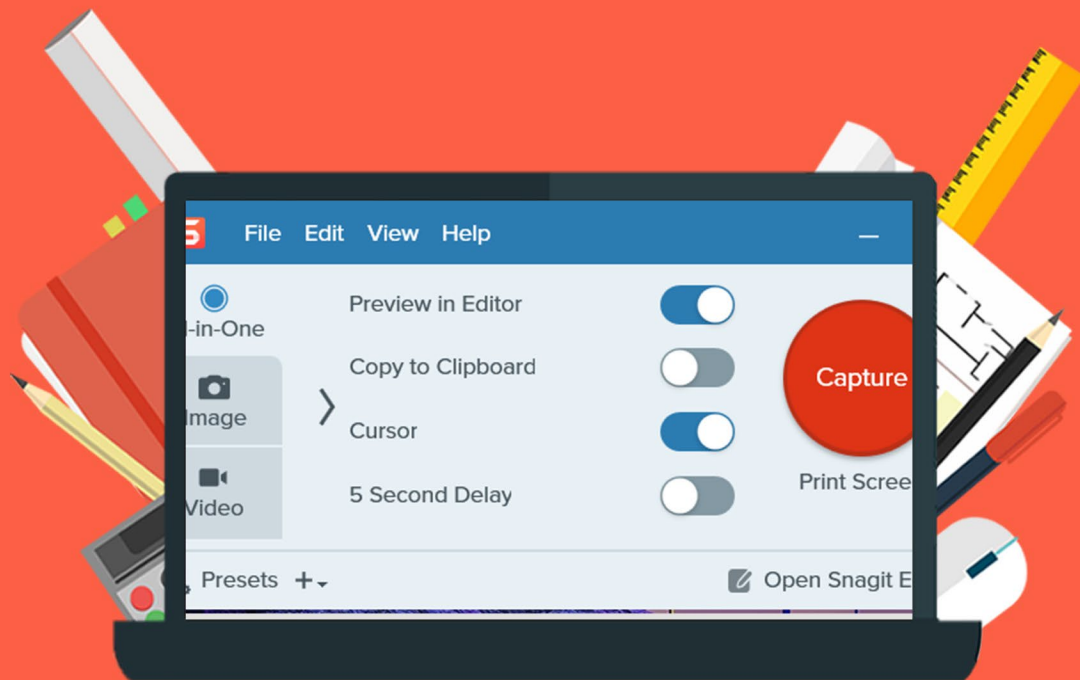 S File Edit View Help
l-in-One
Image
Video
Preview in Editor
Copy to Clipboard
Cursor
5 Second Delay
Capture
Print Scree
Presets
Open Snagit E